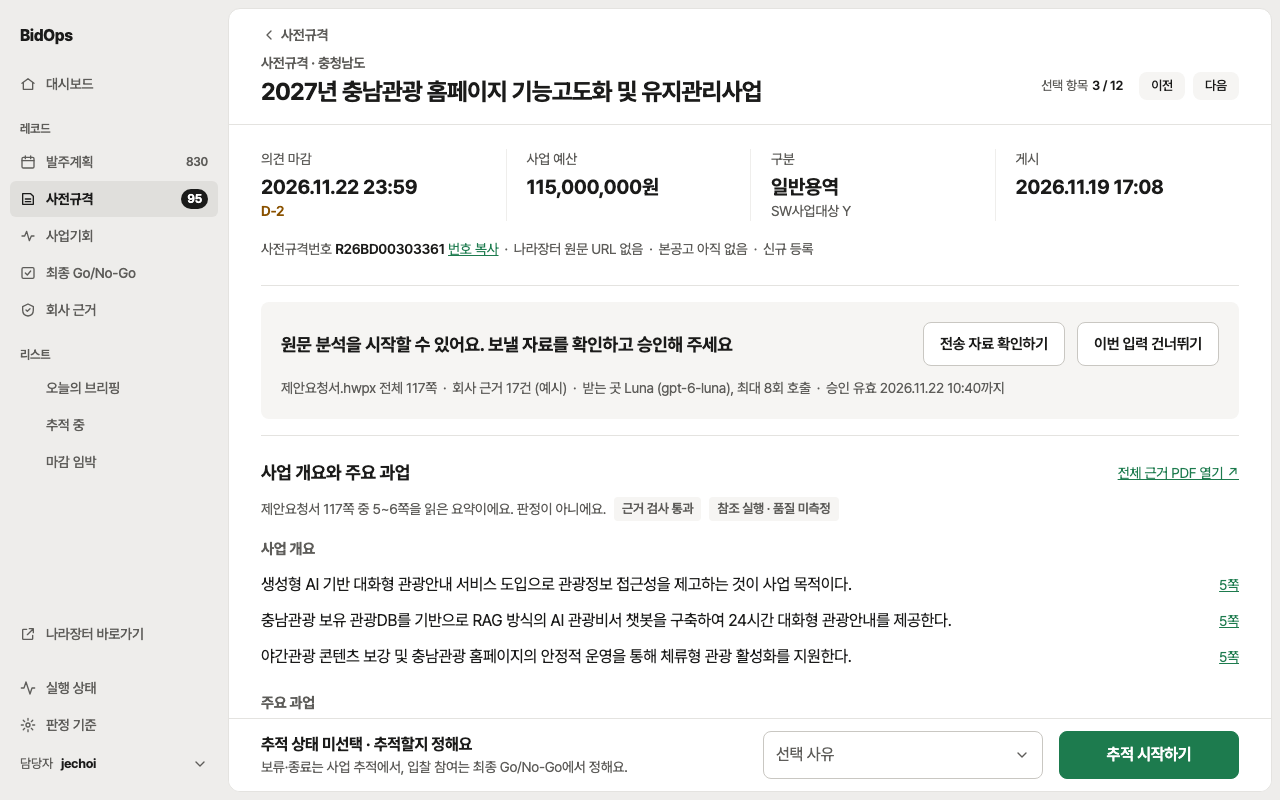 BidOps
대시보드
레코드
발주계획 830
사전규격 95
사업기회
최종 Go/No-Go
회사 근거
리스트
오늘의 브리핑
추적 중
마감 임박
나라장터 바로가기
실행 상태
판정 기준
담당자 jechoi
사전규격
사전규격 · 충청남도
2027년 충남관광 홈페이지 기능고도화 및 유지관리사업
선택 항목 3 / 12 이전 다음
의견 마감
2026.11.22 23:59
D-2
사업 예산
115,000,000원
구분
일반용역
SW사업대상 Y
게시
2026.11.19 17:08
사전규격번호 R26BD00303361 번호 복사 · 나라장터 원문 URL 없음 · 본공고 아직 없음 · 신규 등록
원문 분석을 시작할 수 있어요. 보낼 자료를 확인하고 승인해 주세요
전송 자료 확인하기 이번 입력 건너뛰기
제안요청서.hwpx 전체 117쪽 · 회사 근거 17건 (예시) · 받는 곳 Luna (gpt-6-luna), 최대 8회 호출 · 승인 유효 2026.11.22 10:40까지
사업 개요와 주요 과업 전체 근거 PDF 열기 ↗
제안요청서 117쪽 중 5~6쪽을 읽은 요약이에요. 판정이 아니에요. 근거 검사 통과 참조 실행 · 품질 미측정
사업 개요
생성형 AI 기반 대화형 관광안내 서비스 도입으로 관광정보 접근성을 제고하는 것이 사업 목적이다. 5쪽
충남관광 보유 관광DB를 기반으로 RAG 방식의 AI 관광비서 챗봇을 구축하여 24시간 대화형 관광안내를 제공한다. 5쪽
야간관광 콘텐츠 보강 및 충남관광 홈페이지의 안정적 운영을 통해 체류형 관광 활성화를 지원한다. 5쪽
주요 과업
추적 상태 미선택 · 추적할지 정해요
보류·종료는 사업 추적에서, 입찰 참여는 최종 Go/No-Go에서 정해요.
선택 사유
추적 시작하기